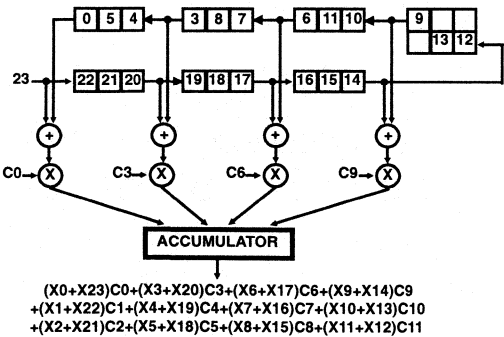 0 5 4 3 8 7 6 11 10 9
13 12
23 22 21 20 19 18 17 16 15 14
+ + + +
C0 X C3 X C6 X C9 X
ACCUMULATOR
(X0+X23)C0+(X3+X20)C3+(X6+X17)C6+(X9+X14)C9
+(X1+X22)C1+(X4+X19)C4+(X7+X16)C7+(X10+X13)C10
+(X2+X21)C2+(X5+X18)C5+(X8+X15)C8+(X11+X12)C11